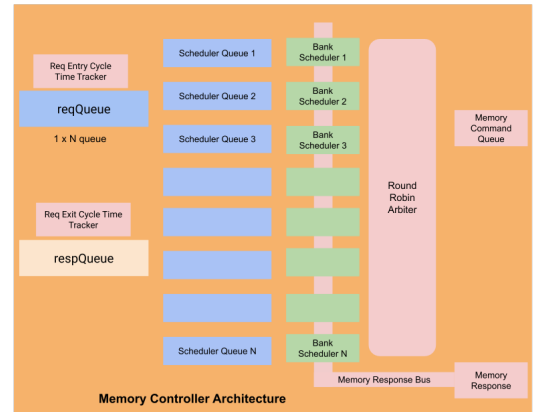 Req Entry Cycle
Time Tracker
reqQueue
1 x N queue
Req Exit Cycle Time
Tracker
respQueue
Scheduler Queue 1
Scheduler Queue 2
Scheduler Queue 3
Scheduler Queue N
Bank
Scheduler 1
Bank
Scheduler 2
Bank
Scheduler 3
Bank
Scheduler N
Round
Robin
Arbiter
Memory
Command
Queue
Memory Response Bus
Memory
Response
Memory Controller Architecture